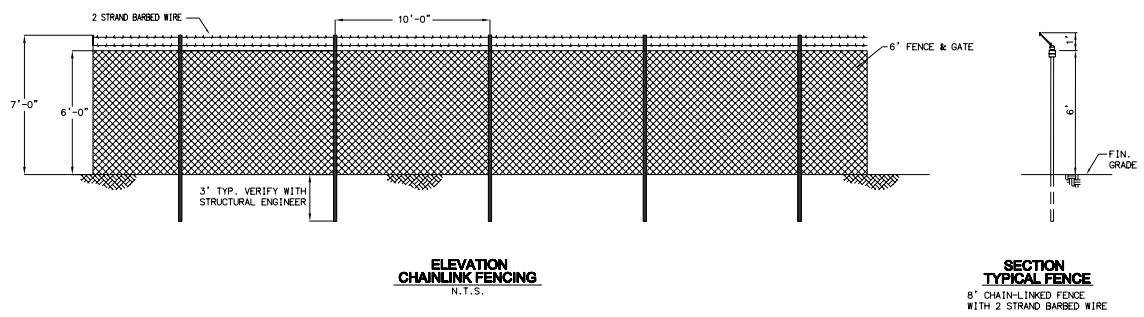 2 STRAND BARBED WIRE
10'-0"
6' FENCE & GATE
7'-0"
6'-0"
3' TYP. VERIFY WITH
STRUCTURAL ENGINEER
ELEVATION
CHAINLINK FENCING
N.T.S.
1'
6'
FIN.
GRADE
SECTION
TYPICAL FENCE
8' CHAIN-LINKED FENCE
WITH 2 STRAND BARBED WIRE